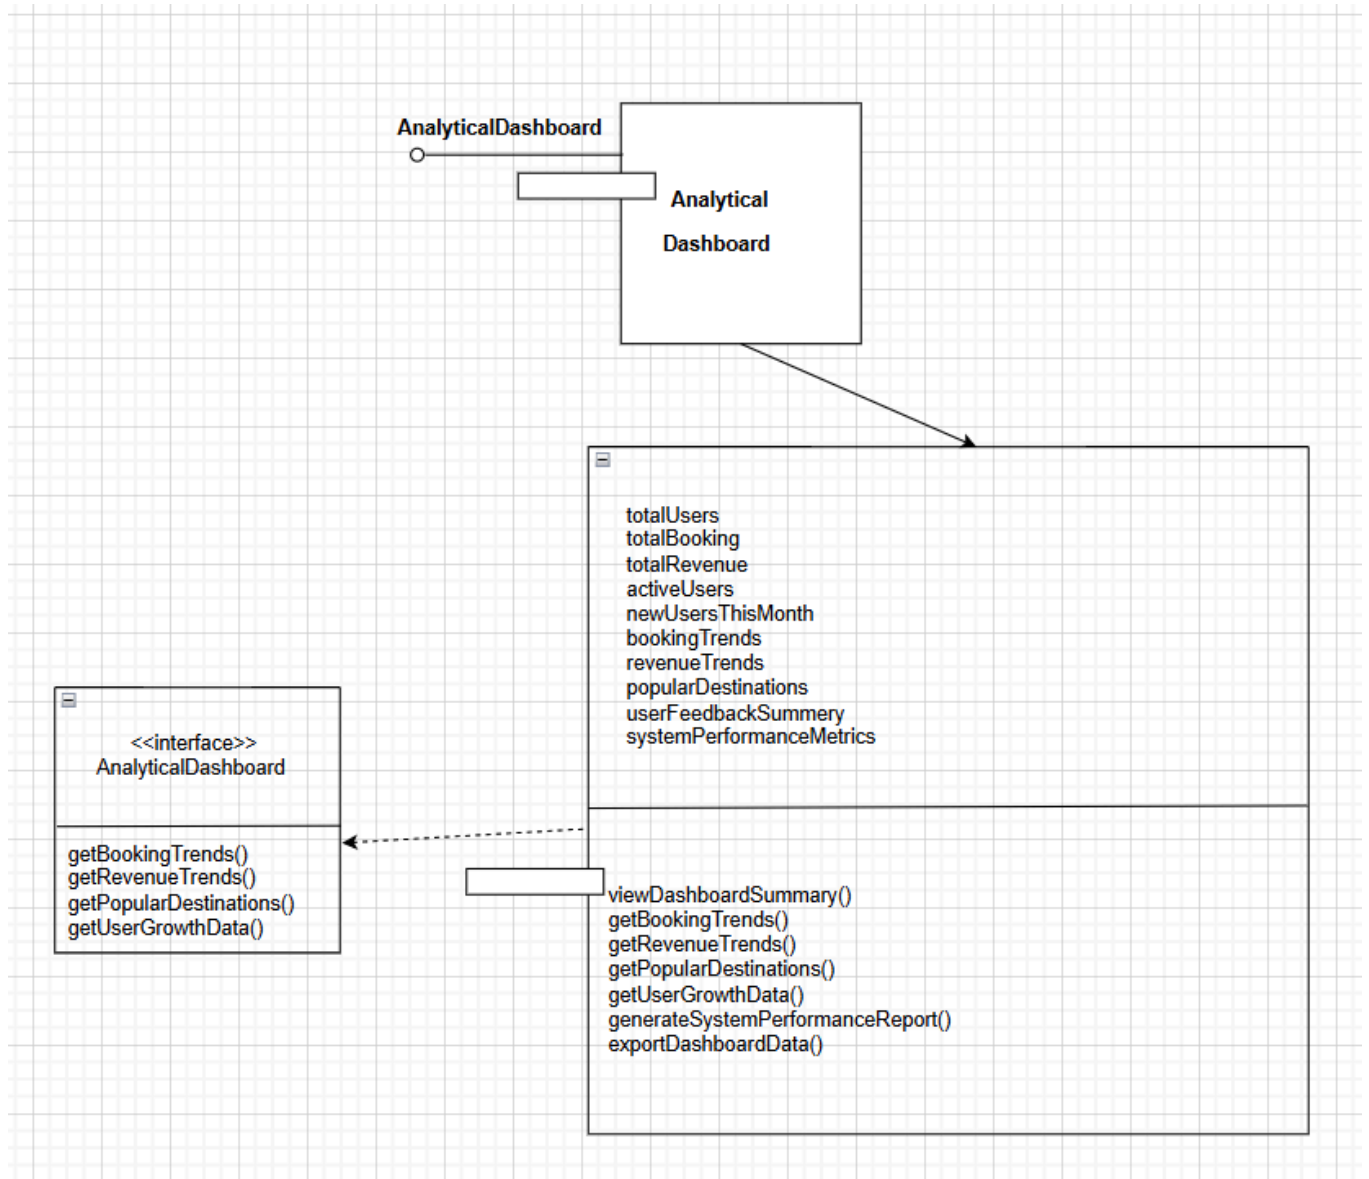 AnalyticalDashboard
Analytical
Dashboard
totalUsers
totalBooking
totalRevenue
activeUsers
newUsersThisMonth
bookingTrends
revenueTrends
popularDestinations
userFeedbackSummery
systemPerformanceMetrics
<<interface>>
AnalyticalDashboard
getBookingTrends()
getRevenueTrends()
getPopularDestinations()
getUserGrowthData()
viewDashboardSummary()
getBookingTrends()
getRevenueTrends()
getPopularDestinations()
getUserGrowthData()
generateSystemPerformanceReport()
exportDashboardData()